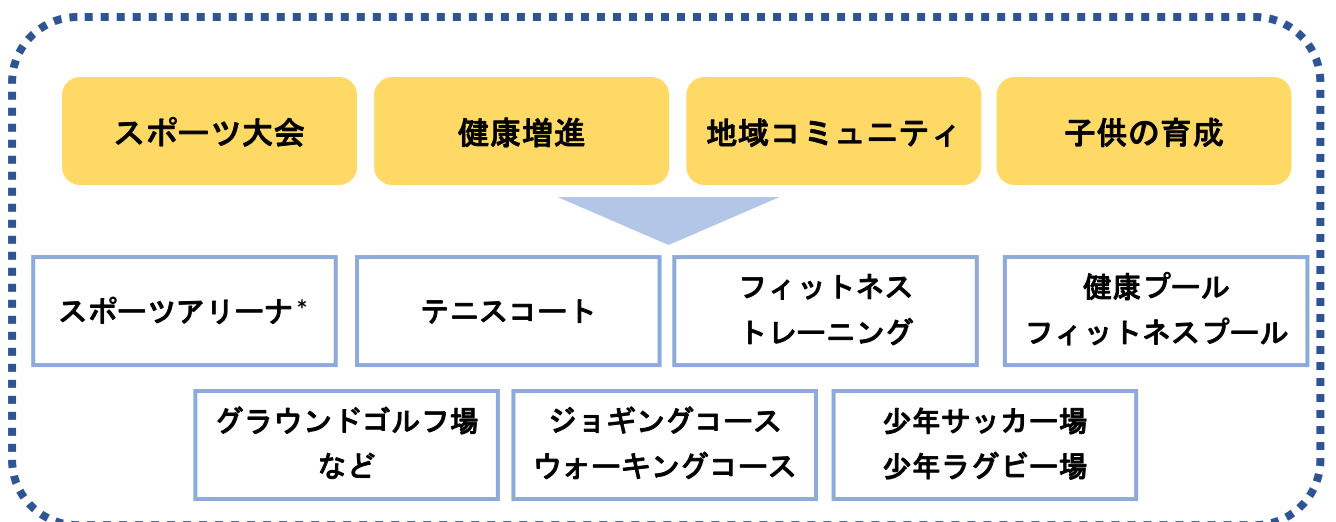 スポーツ大会
健康増進
地域コミュニティ
子供の育成
スポーツアリーナ*
テニスコート
フィットネス
トレーニング
健康プール
フィットネスプール
グラウンドゴルフ場
など
ジョギングコース
ウォーキングコース
少年サッカー場
少年ラグビー場